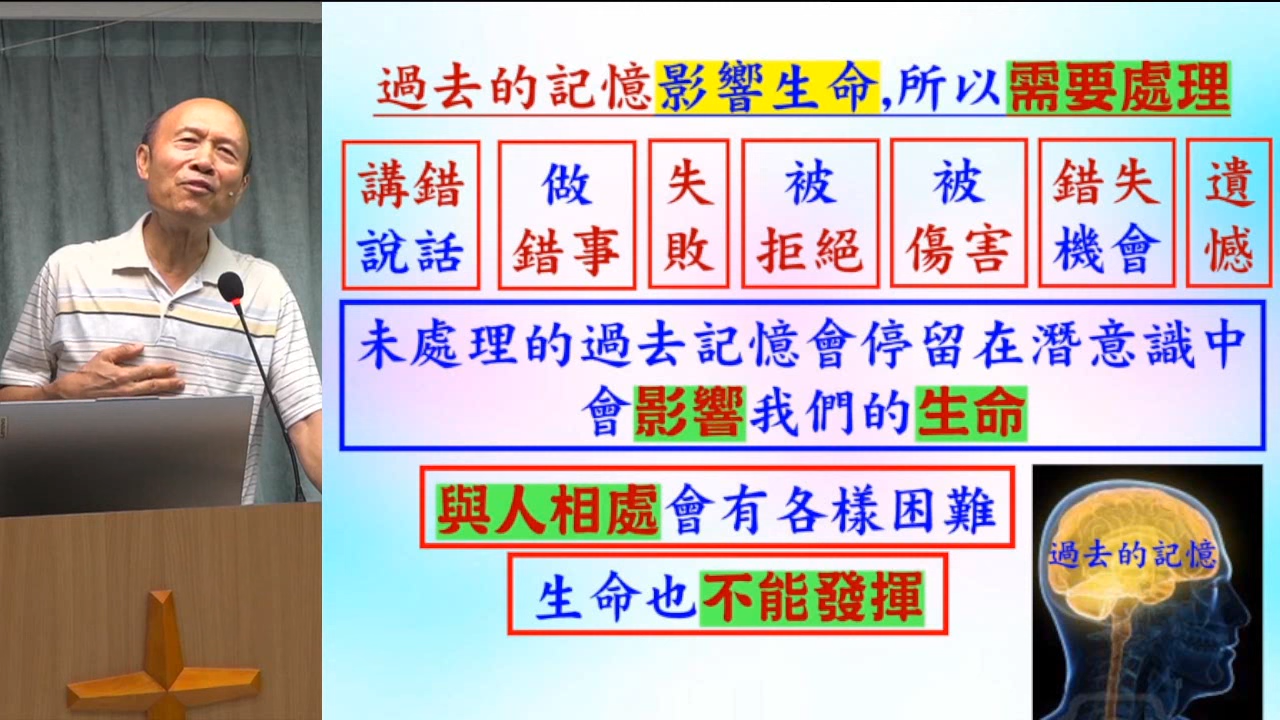 過去的記憶影響生命,所以需要處理
講錯說話
做錯事
失敗
被拒絕
被傷害
錯失機會
遺憾
未處理的過去記憶會停留在潛意識中
會影響我們的生命
與人相處會有各樣困難
生命也不能發揮
過去的記憶